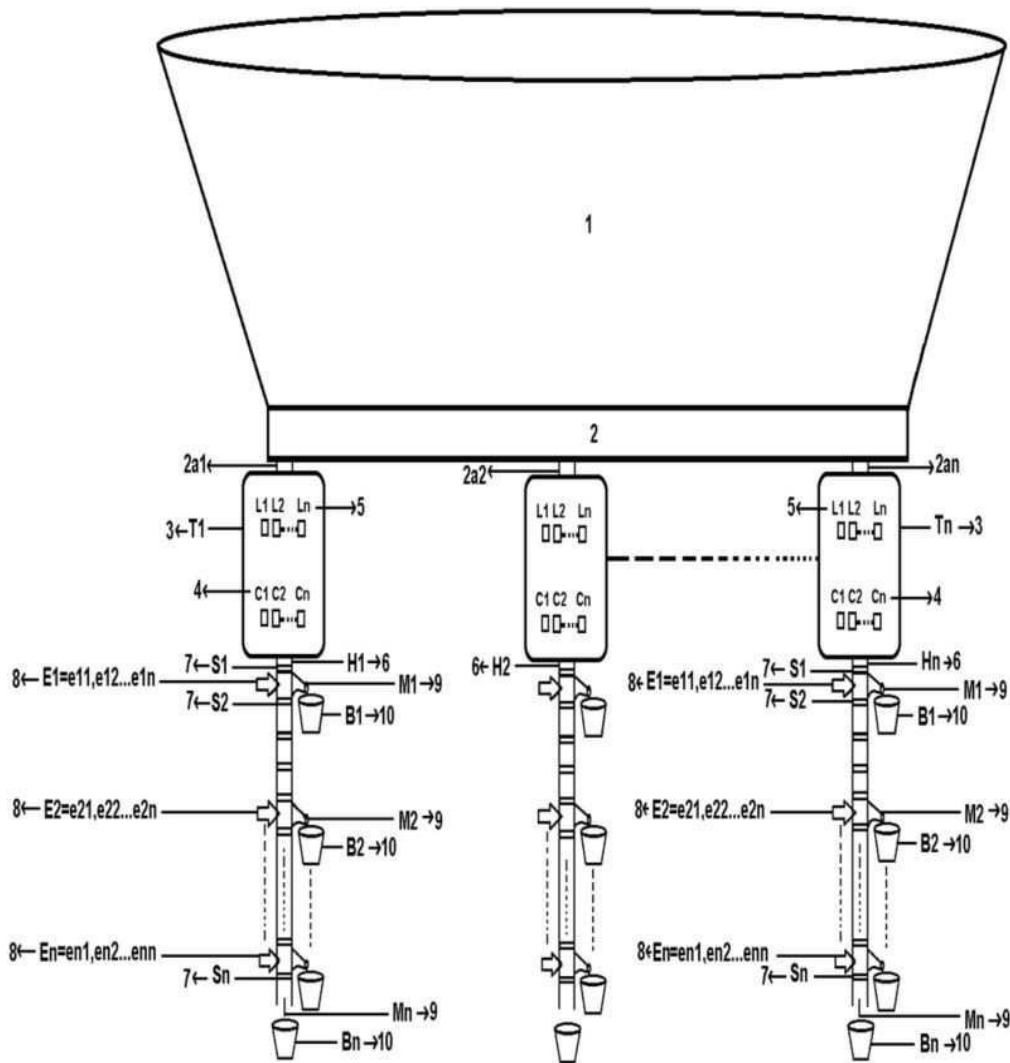 1
2
2a1←
2a2←
→2an
L1 L2 Ln →5
L1 L2 Ln
5← L1 L2 Ln
3←T1
Tn →3
4← C1 C2 Cn
C1 C2 Cn
C1 C2 Cn →4
7←S1
H1→6
6← H2
7←S1
Hn→6
8← E1=e11,e12...e1n
M1→9
8← E1=e11,e12...e1n
M1→9
7←S2
B1→10
7←S2
B1→10
8← E2=e21,e22...e2n
M2→9
8← E2=e21,e22...e2n
M2→9
B2→10
B2→10
8← En=en1,en2...enn
8←En=en1,en2...enn
7← Sn
7← Sn
Mn→9
Mn→9
Bn→10
Bn→10